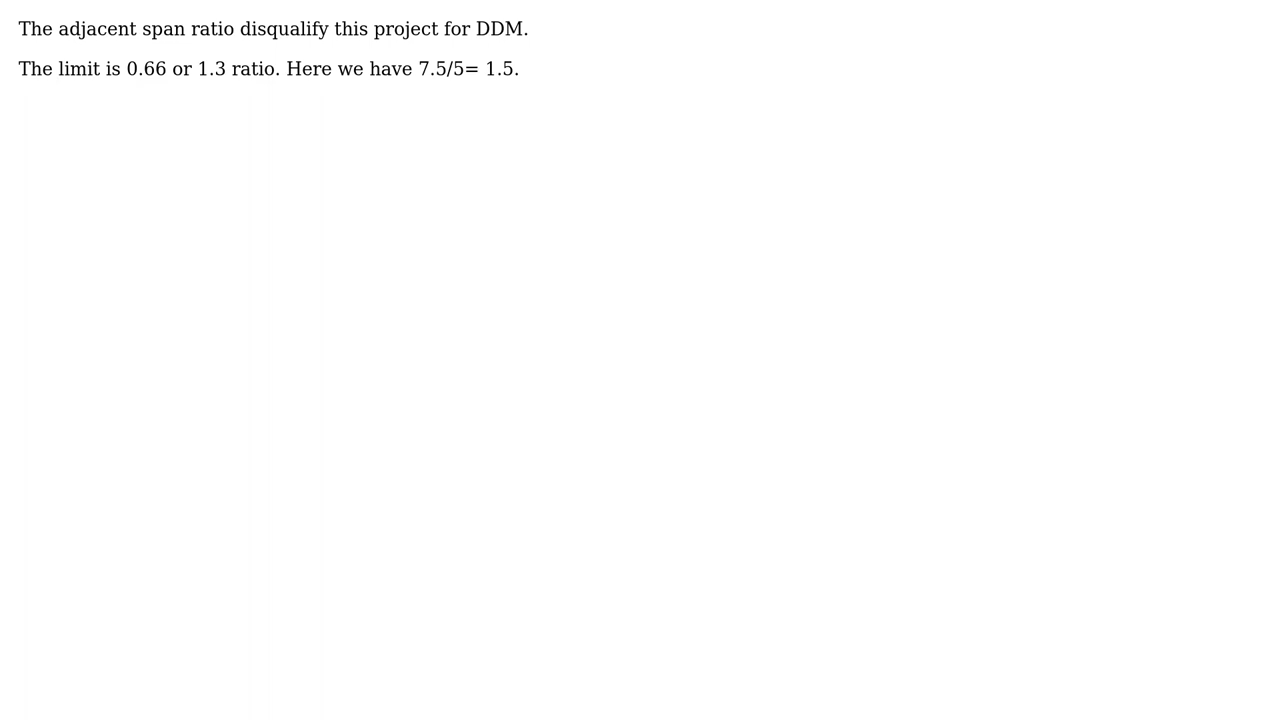 The adjacent span ratio disqualify this project for DDM.
The limit is 0.66 or 1.3 ratio. Here we have 7.5/5= 1.5.